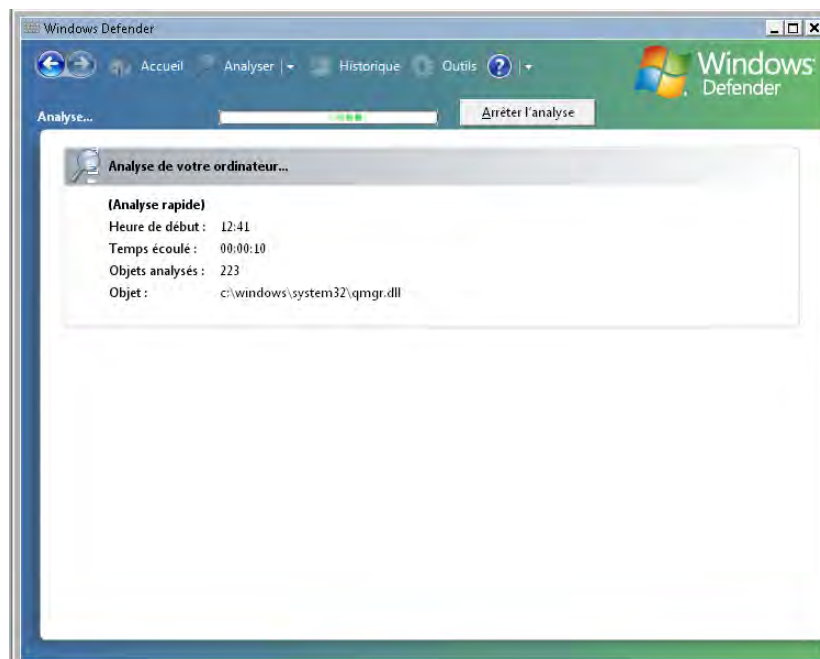 Windows Defender
Accueil Analyser Historique Outils ?
Windows
Defender
Analyse...
Arrêter l'analyse
Analyse de votre ordinateur...
(Analyse rapide)
Heure de début : 12:41
Temps écoulé : 00:00:10
Objets analysés : 223
Objet : c:\windows\system32\qmgr.dll